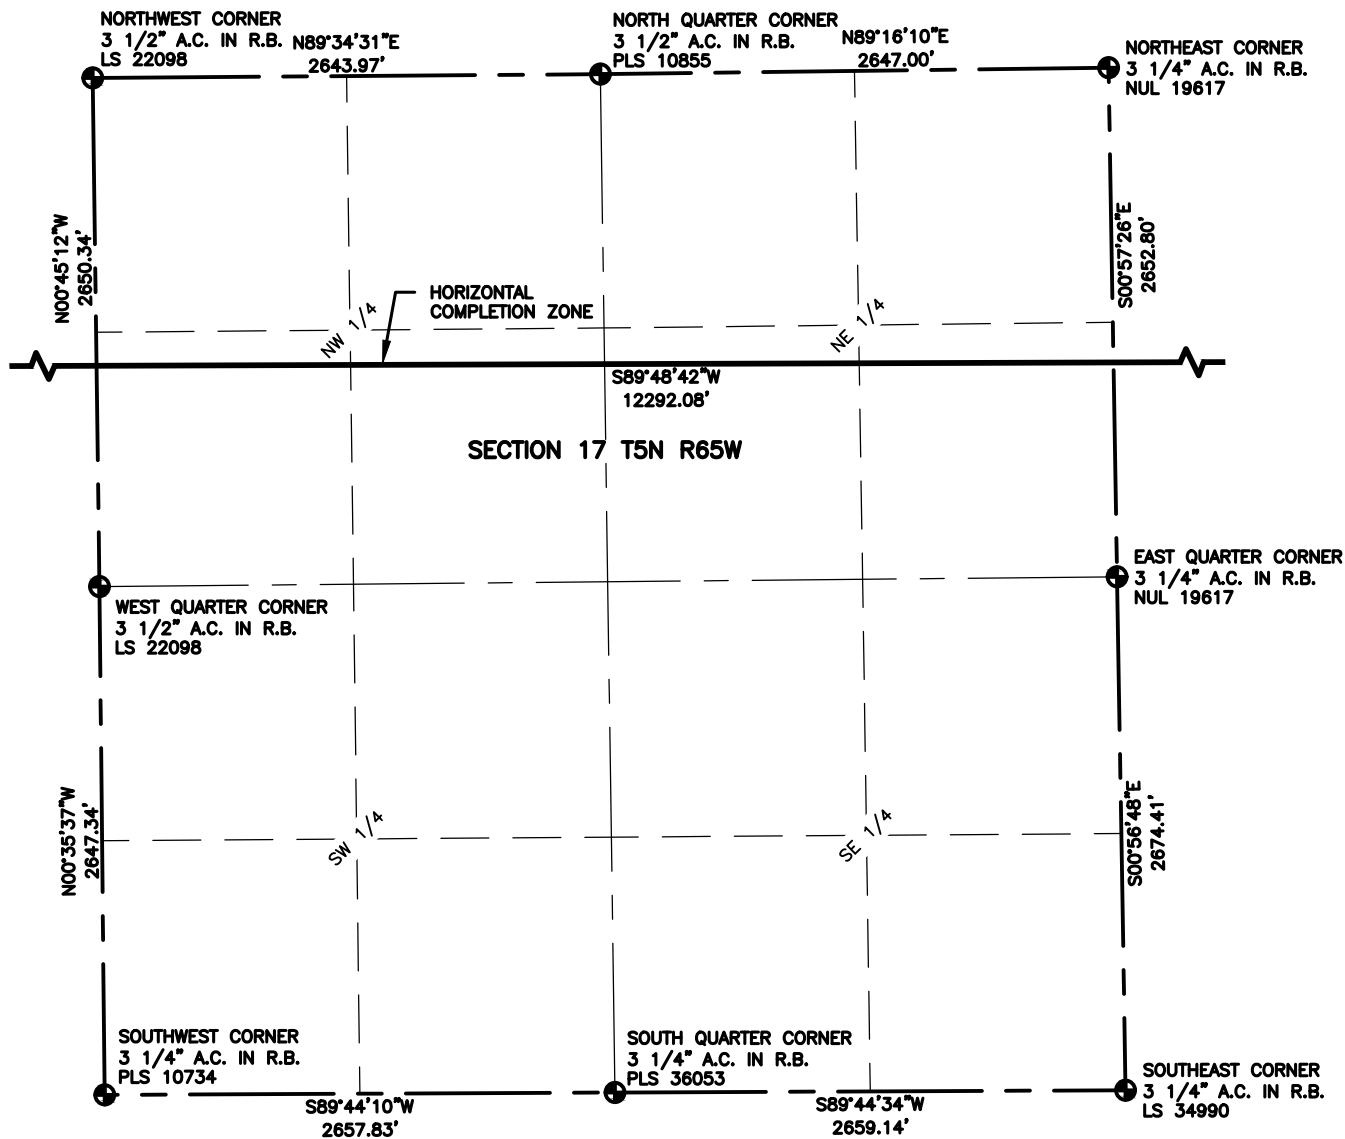 NORTHWEST CORNER
3 1/2" A.C. IN R.B.
LS 22098
N89°34'31"E
2643.97'
NORTH QUARTER CORNER
3 1/2" A.C. IN R.B.
PLS 10855
N89°16'10"E
2647.00'
NORTHEAST CORNER
3 1/4" A.C. IN R.B.
NUL 19617
N00°45'12"W
2650.34'
S00°57'26"E
2652.80'
HORIZONTAL
COMPLETION ZONE
NW 1/4
NE 1/4
S89°48'42"W
12292.08'
SECTION 17 T5N R65W
EAST QUARTER CORNER
3 1/4" A.C. IN R.B.
NUL 19617
WEST QUARTER CORNER
3 1/2" A.C. IN R.B.
LS 22098
N00°35'37"W
2647.34'
SW 1/4
SE 1/4
S00°56'48"E
2674.41'
SOUTHWEST CORNER
3 1/4" A.C. IN R.B.
PLS 10734
SOUTH QUARTER CORNER
3 1/4" A.C. IN R.B.
PLS 36053
SOUTHEAST CORNER
3 1/4" A.C. IN R.B.
LS 34990
S89°44'10"W
2657.83'
S89°44'34"W
2659.14'